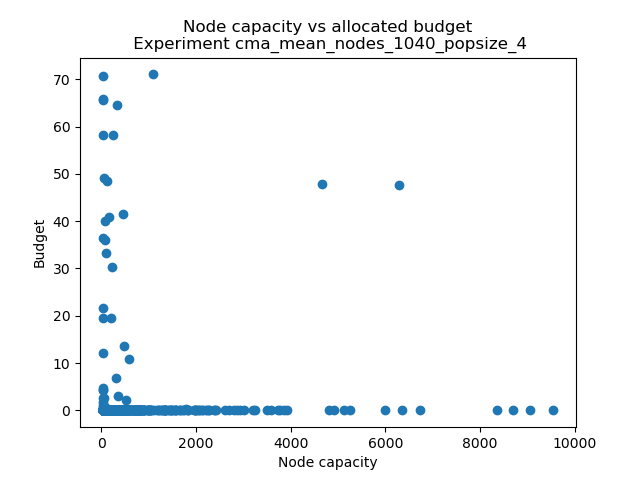 Node capacity vs allocated budget
Experiment cma_mean_nodes_1040_popsize_4
70
60
50
40
30
20
10
0
Budget
0 2000 4000 6000 8000 10000
Node capacity